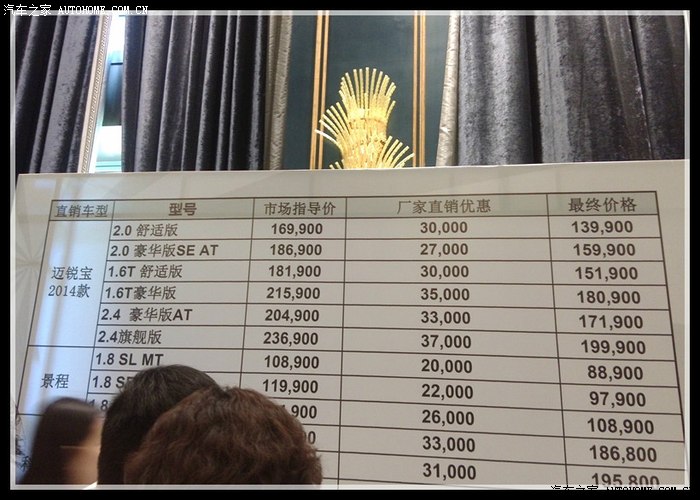 汽车之家 AUTOHOME.COM.CN
直销车型 型号 市场指导价 厂家直销优惠 最终价格
2.0 舒适版 169,900 30,000 139,900
2.0 豪华版SE AT 186,900 27,000 159,900
迈锐宝 1.6T 舒适版 181,900 30,000 151,900
2014款 1.6T豪华版 215,900 35,000 180,900
2.4 豪华版AT 204,900 33,000 171,900
2.4旗舰版 236,900 37,000 199,900
1.8 SL MT 108,900 20,000 88,900
景程 1.8 119,900 22,000 97,900
26,000 108,900
33,000 186,800
31,000 195,800
汽车之家 AUTOHOME.COM.CN